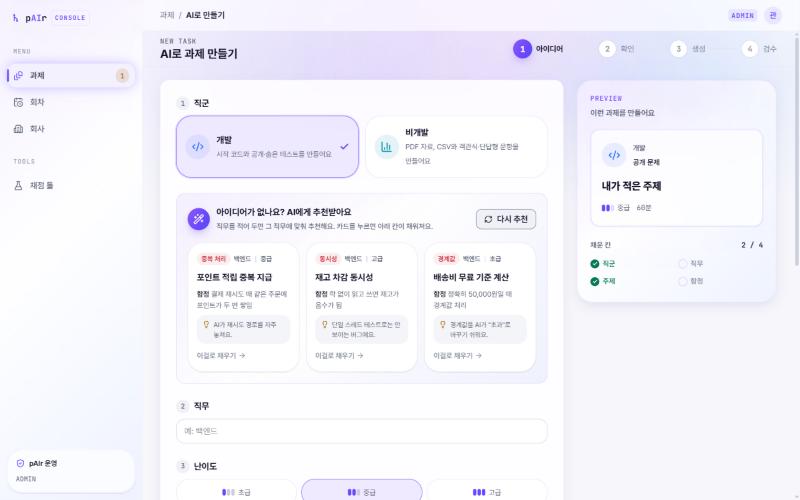 pAIr CONSOLE
과제 / AI로 만들기
ADMIN 관
MENU
과제 1
회차
회사
TOOLS
채점 툴
pAIr 운영
ADMIN
NEW TASK
AI로 과제 만들기
1 아이디어
2 확인
3 생성
4 검수
1 직군
개발
시작 코드와 공개·숨은 테스트를 만들어요
비개발
PDF 자료, CSV와 객관식·단답형 문항을
만들어요
아이디어가 없나요? AI에게 추천받아요
직무를 적어 두면 그 직무에 맞춰 추천해요. 카드를 누르면 아래 칸이 채워져요.
다시 추천
중복 처리 백엔드 | 중급
포인트 적립 중복 지급
함정 결제 재시도 때 같은 주문에
포인트가 두 번 쌓임
AI가 재시도 경로를 자주
놓쳐요.
이걸로 채우기 →
동시성 백엔드 | 고급
재고 차감 동시성
함정 락 없이 읽고 쓰면 재고가
음수가 됨
단일 스레드 테스트로는 안
보이는 버그예요.
이걸로 채우기 →
경계값 백엔드 | 초급
배송비 무료 기준 계산
함정 정확히 50,000원일 때
경계값 처리
경계값을 AI가 "초과"로
바꾸기 쉬워요.
이걸로 채우기 →
2 직무
예: 백엔드
3 난이도
초급
중급
고급
PREVIEW
이런 과제를 만들어요
개발
공개 문제
내가 적은 주제
중급 60분
채운 칸 2 / 4
직군
직무
주제
함정